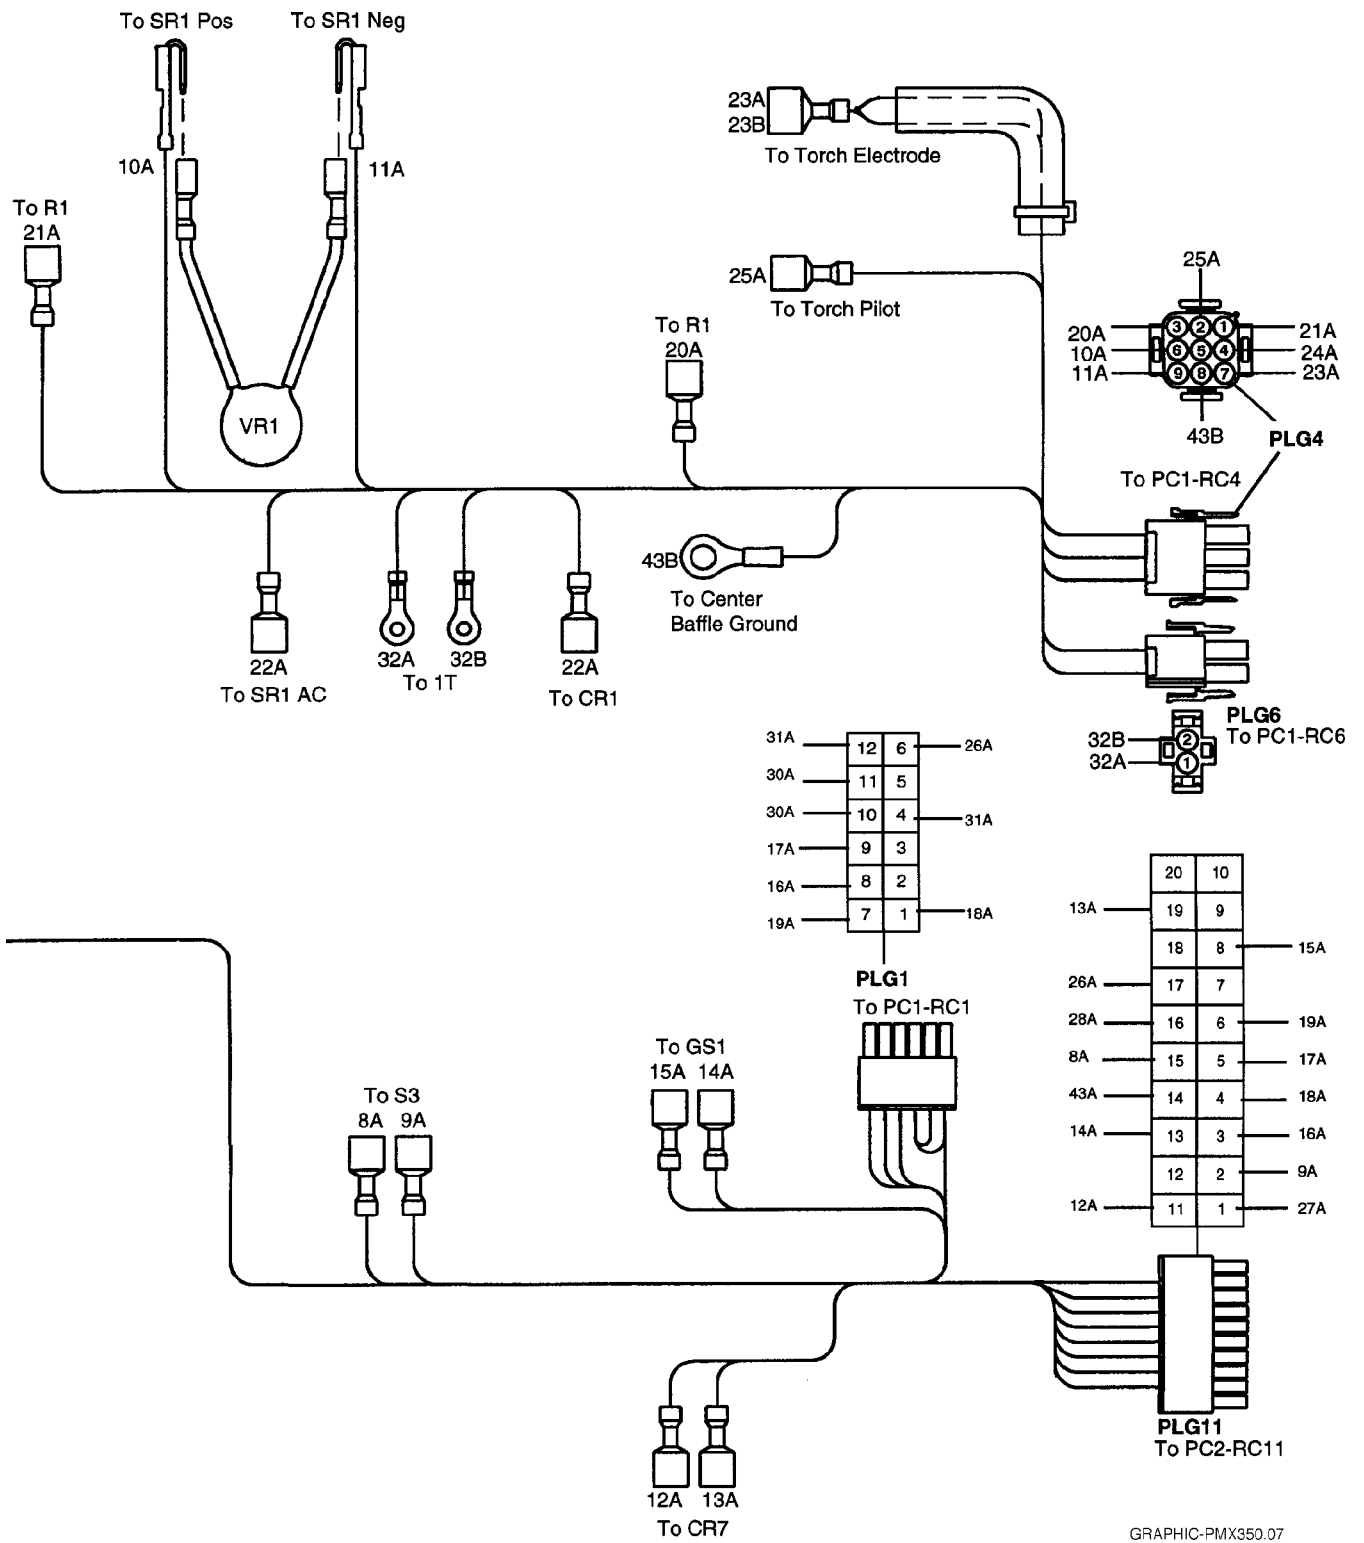 To SR1 Pos
To SR1 Neg
10A
11A
To R1
21A
VR1
23A
23B
To Torch Electrode
25A
To Torch Pilot
To R1
20A
25A
20A
10A
11A
3 2 1
6 5 4
9 8 7
21A
24A
23A
43B
PLG4
To PC1-RC4
43B
To Center
Baffle Ground
22A
To SR1 AC
32A
32B
To 1T
22A
To CR1
PLG6
To PC1-RC6
32B
32A
2
1
31A 12 6 26A
30A 11 5
30A 10 4 31A
17A 9 3
16A 8 2
19A 7 1 18A
PLG1
To PC1-RC1
20 10
13A 19 9
18 8 15A
26A 17 7
28A 16 6 19A
8A 15 5 17A
43A 14 4 18A
14A 13 3 16A
12 2 9A
12A 11 1 27A
To GS1
15A 14A
To S3
8A 9A
12A 13A
To CR7
PLG11
To PC2-RC11
GRAPHIC-PMX350.07